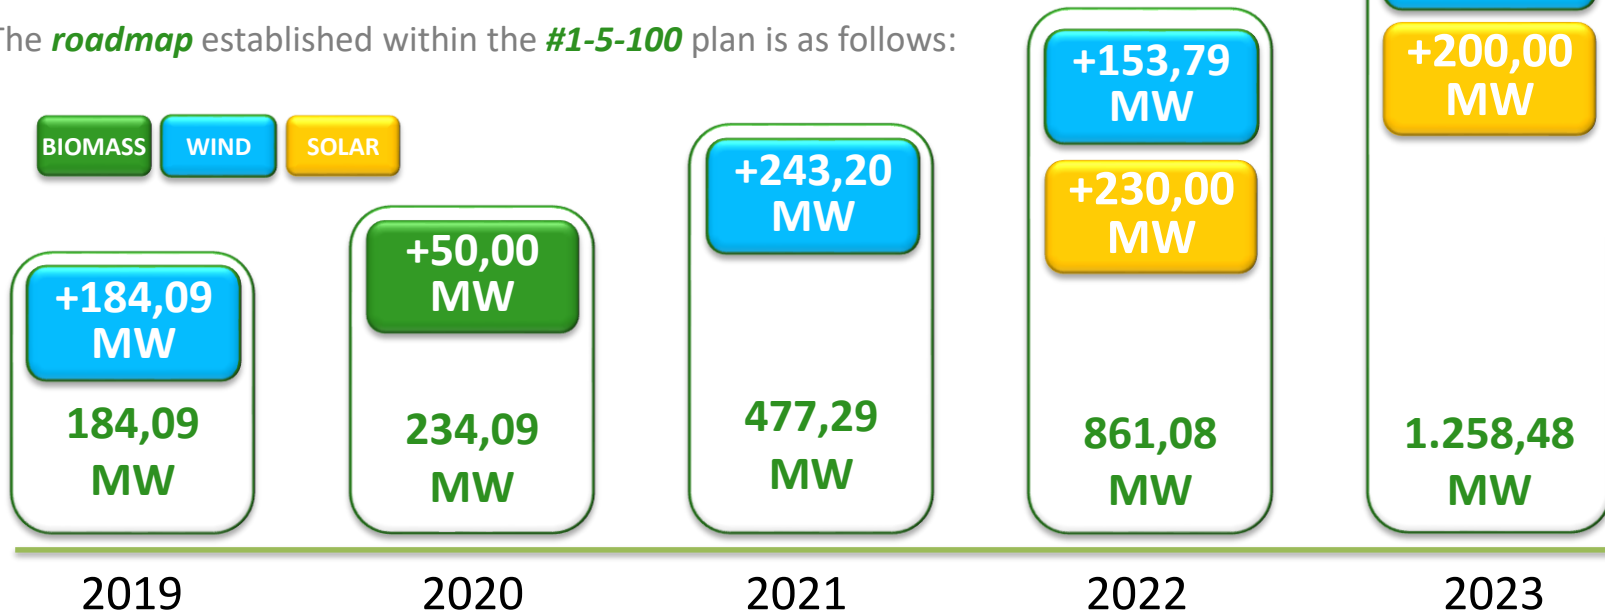 The roadmap established within the #1-5-100 plan is as follows:
BIOMASS WIND SOLAR
+184,09
MW
184,09
MW
+50,00
MW
234,09
MW
+243,20
MW
477,29
MW
+153,79
MW
+230,00
MW
861,08
MW
+200,00
MW
1.258,48
MW
2019 2020 2021 2022 2023